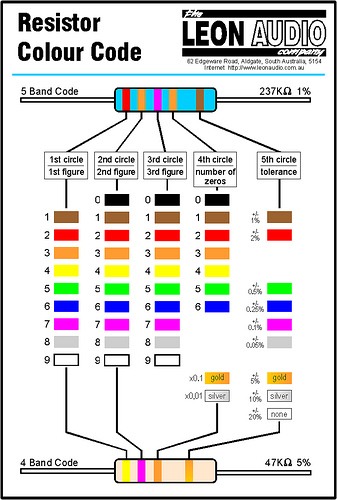 Resistor
Colour Code
the
LEON AUDIO
company
62 Edgeware Road, Aldgate, South Australia, 5154
Internet: http://www.leonaudio.com.au
5 Band Code
237KΩ 1%
1st circle
1st figure
2nd circle
2nd figure
3rd circle
3rd figure
4th circle
number of
zeros
5th circle
tolerance
0 0 0
1 1 1 1 +/- 1%
2 2 2 2 +/- 2%
3 3 3 3
4 4 4 4
5 5 5 5 +/- 0,5%
6 6 6 6 +/- 0.25%
7 7 7 +/- 0.1%
8 8 8 +/- 0.05%
9 9 9
x0,1 gold +/- 5% gold
x0,01 silver +/- 10% silver
+/- 20% none
4 Band Code
47KΩ 5%